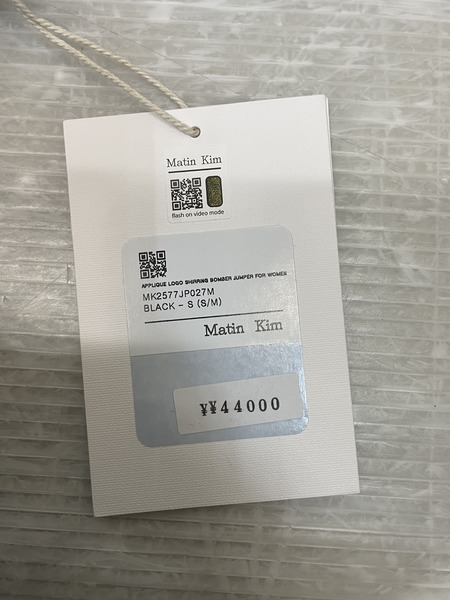 Matin Kim
flash on video mode
APPLIQUE LOGO SHIRRING BOMBER JUMPER FOR WOMEN
MK2577JP027M
BLACK - S (S/M)
Matin Kim
¥¥44000